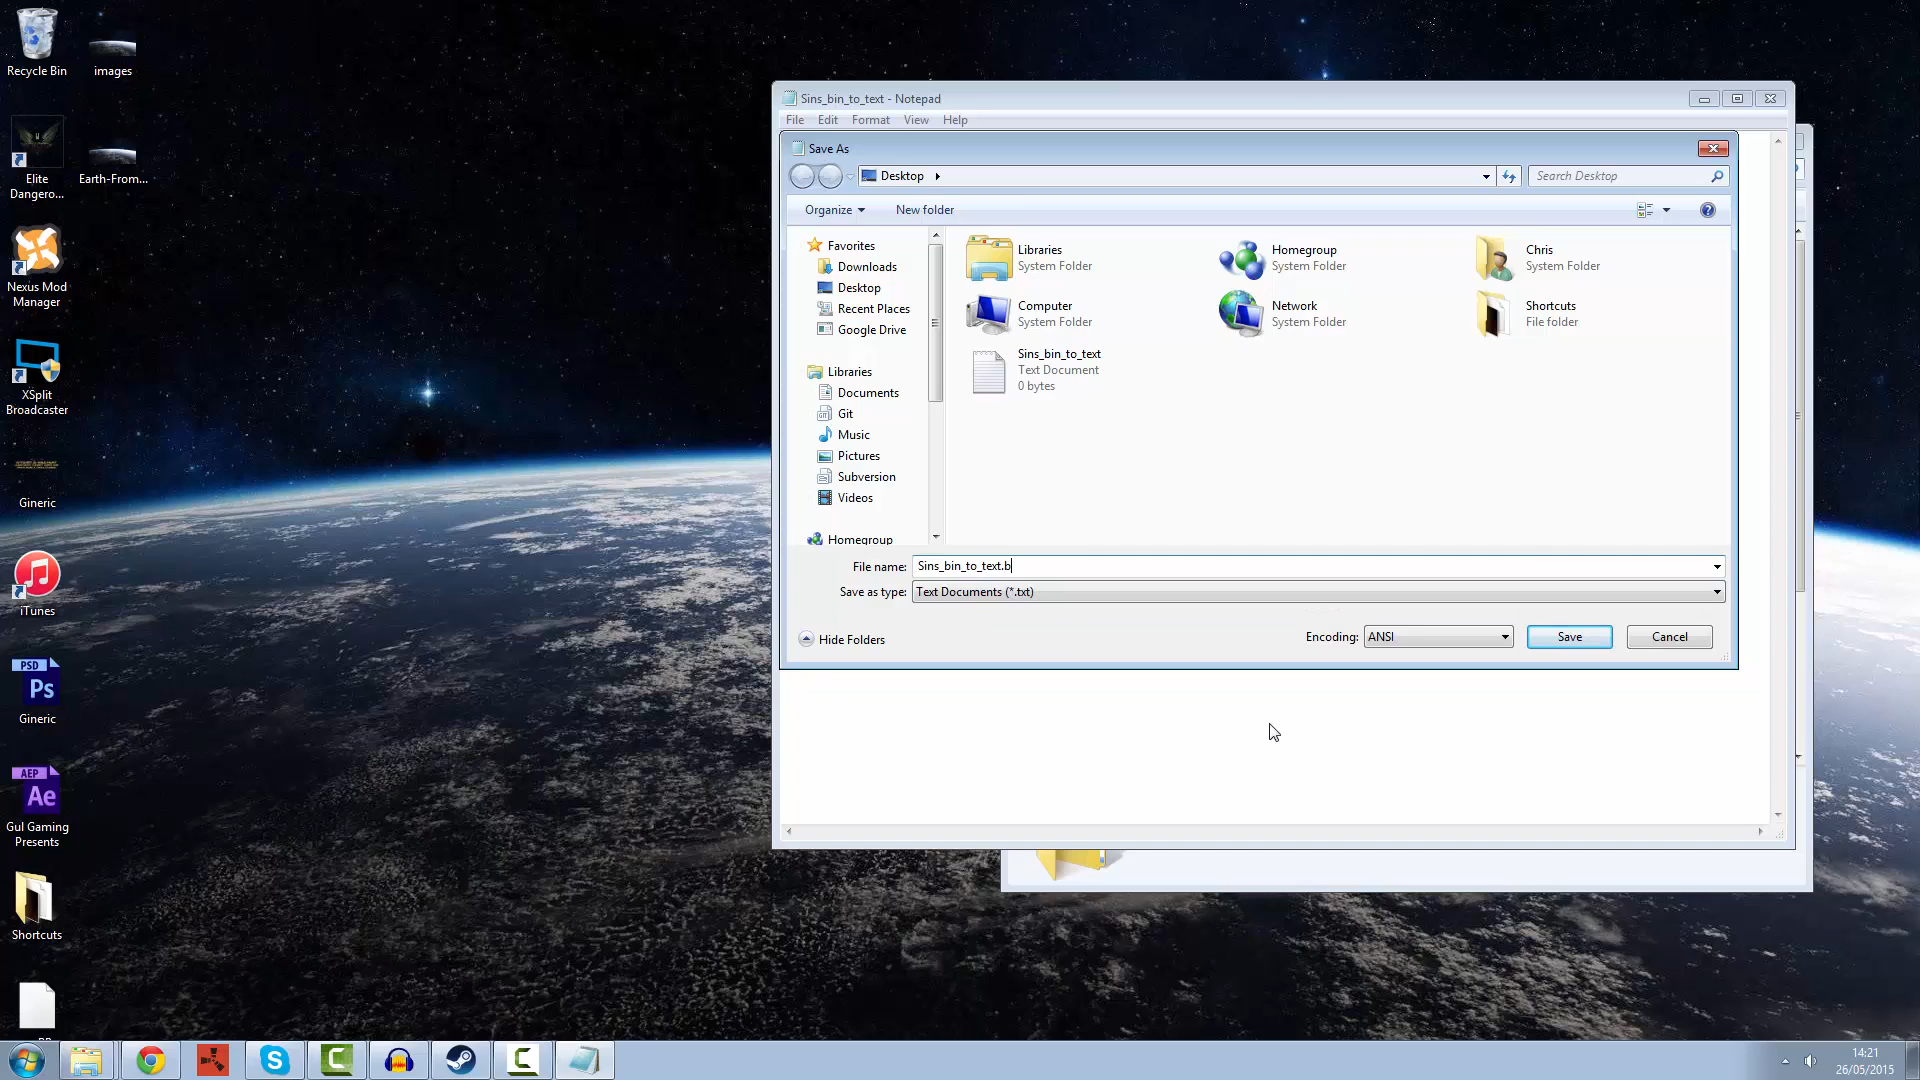 Recycle Bin
images
Elite
Dangero...
Earth-From...
Nexus Mod
Manager
XSplit
Broadcaster
Gineric
iTunes
PSD
Ps
Gineric
AEP
Ae
Gul Gaming
Presents
Shortcuts
Sins_bin_to_text - Notepad
File Edit Format View Help
Save As
Desktop
Search Desktop
Organize
New folder
Favorites
Downloads
Desktop
Recent Places
Google Drive
Libraries
Documents
Git
Music
Pictures
Subversion
Videos
Homegroup
Libraries
System Folder
Homegroup
System Folder
Chris
System Folder
Computer
System Folder
Network
System Folder
Shortcuts
File folder
Sins_bin_to_text
Text Document
0 bytes
File name: Sins_bin_to_text.b
Save as type: Text Documents (*.txt)
Hide Folders
Encoding: ANSI
Save
Cancel
14:21
26/05/2015